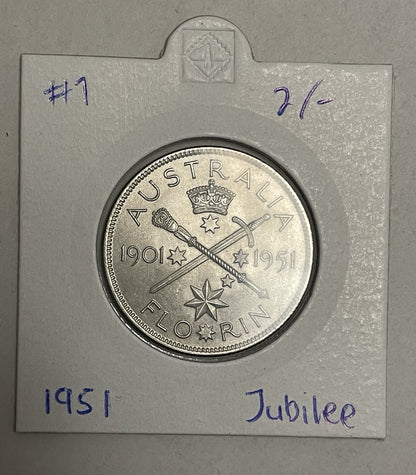 #1 2/-
AUSTRALIA
1901 1951
FLORIN
1951 Jubilee